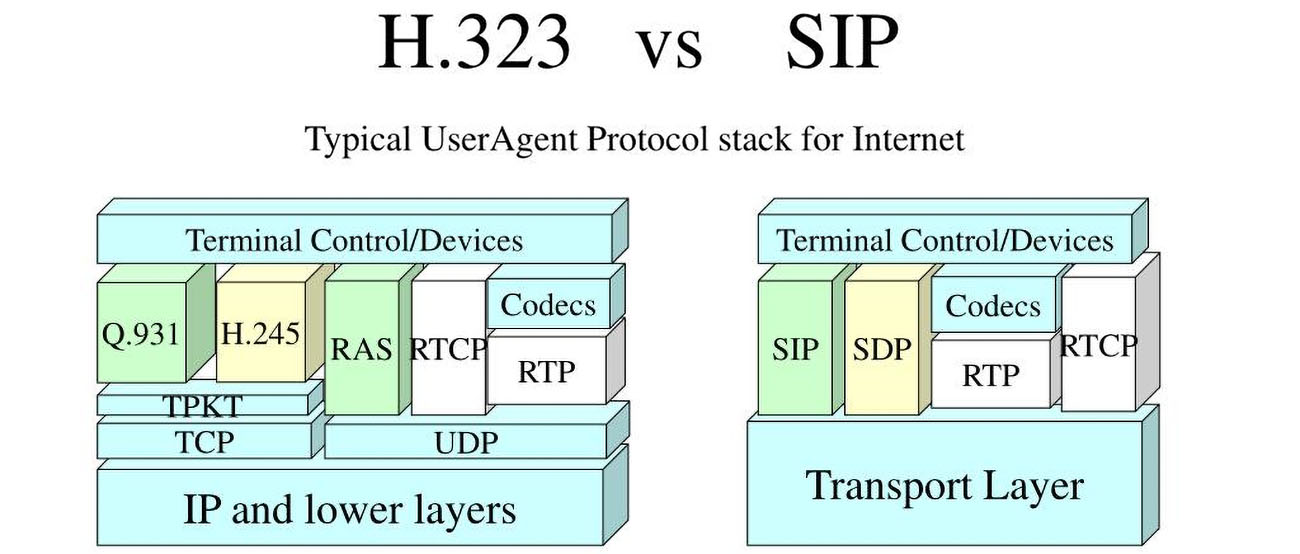 H.323 vs SIP
Typical UserAgent Protocol stack for Internet
Terminal Control/Devices
Q.931
H.245
RAS
RTCP
Codecs
RTP
TPKT
TCP
UDP
IP and lower layers
Terminal Control/Devices
SIP
SDP
Codecs
RTP
RTCP
Transport Layer